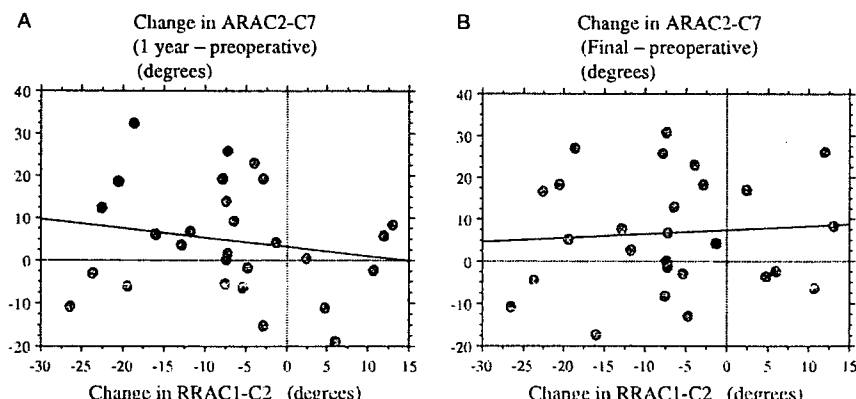 A
Change in ARAC2-C7
(1 year – preoperative)
(degrees)
40
30
20
10
0
-10
-20
-30 -25 -20 -15 -10 -5 0 5 10 15
Change in RRAC1-C2 (degrees)
B
Change in ARAC2-C7
(Final – preoperative)
(degrees)
40
30
20
10
0
-10
20
-30 -25 -20 -15 -10 -5 0 5 10 15
Change in RRAC1-C2 (degrees)